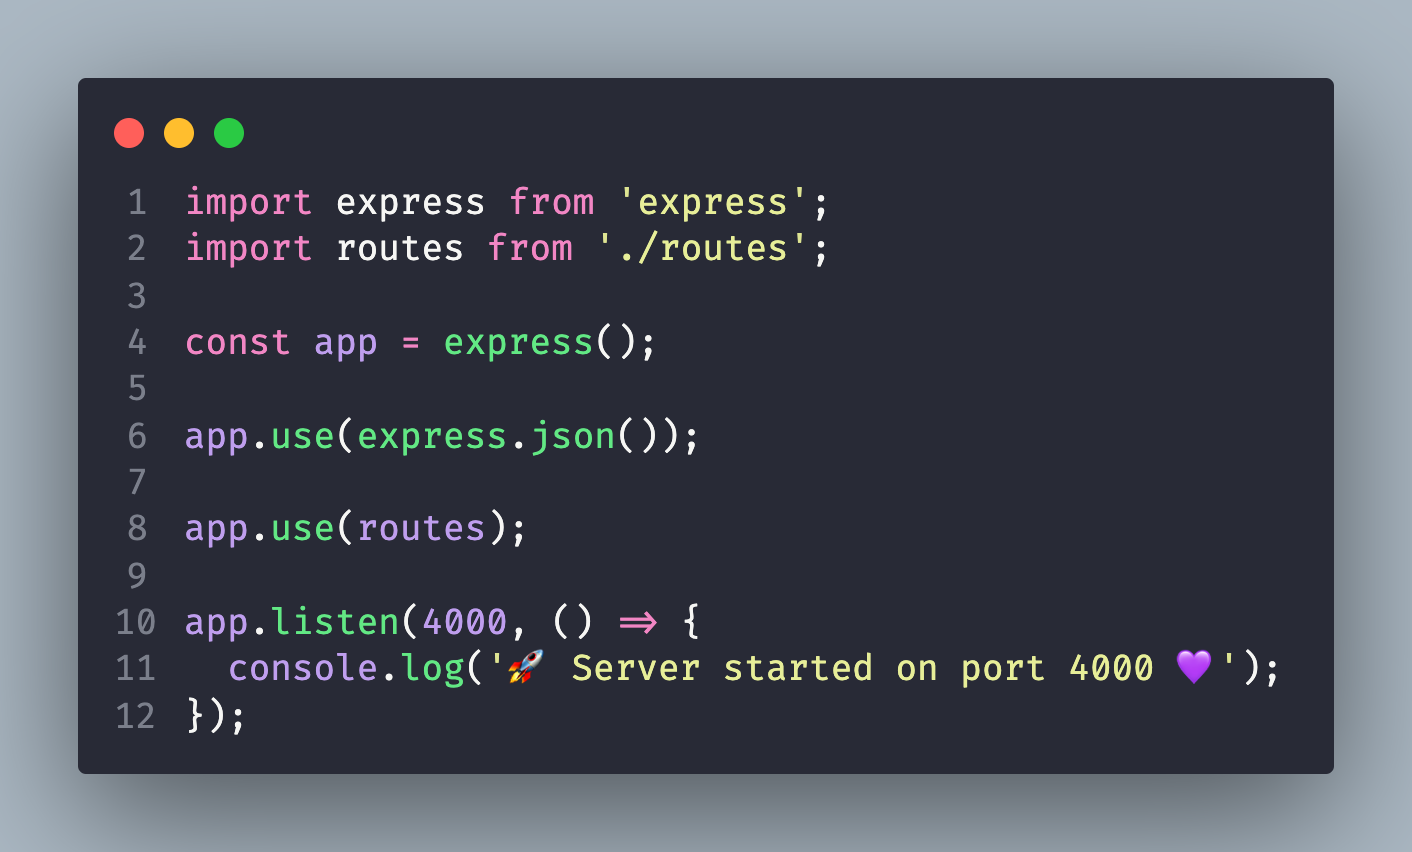 1 import express from 'express';
2 import routes from './routes';
3
4 const app = express();
5
6 app.use(express.json());
7
8 app.use(routes);
9
10 app.listen(4000, () => {
11   console.log('🚀 Server started on port 4000 💜');
12 });